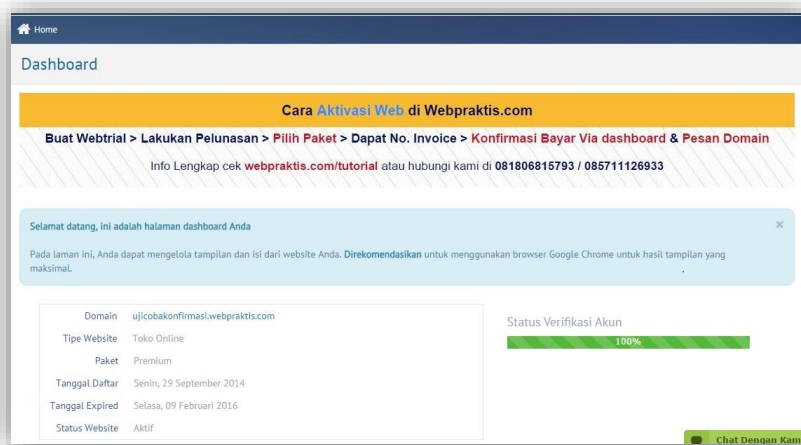 Home
Dashboard
Cara Aktivasi Web di Webpraktis.com
Buat Webtrial > Lakukan Pelunasan > Pilih Paket > Dapat No. Invoice > Konfirmasi Bayar Via dashboard & Pesan Domain
Info Lengkap cek webpraktis.com/tutorial atau hubungi kami di 081806815793 / 085711126933
Selamat datang, ini adalah halaman dashboard Anda
Pada laman ini, Anda dapat mengelola tampilan dan isi dari website Anda. Direkomendasikan untuk menggunakan browser Google Chrome untuk hasil tampilan yang
maksimal.
Domain ujicobakonfirmasi.webpraktis.com
Tipe Website Toko Online
Paket Premium
Tanggal Daftar Senin, 29 September 2014
Tanggal Expired Selasa, 09 Februari 2016
Status Website Aktif
Status Verifikasi Akun
100%
Chat Dengan Kam